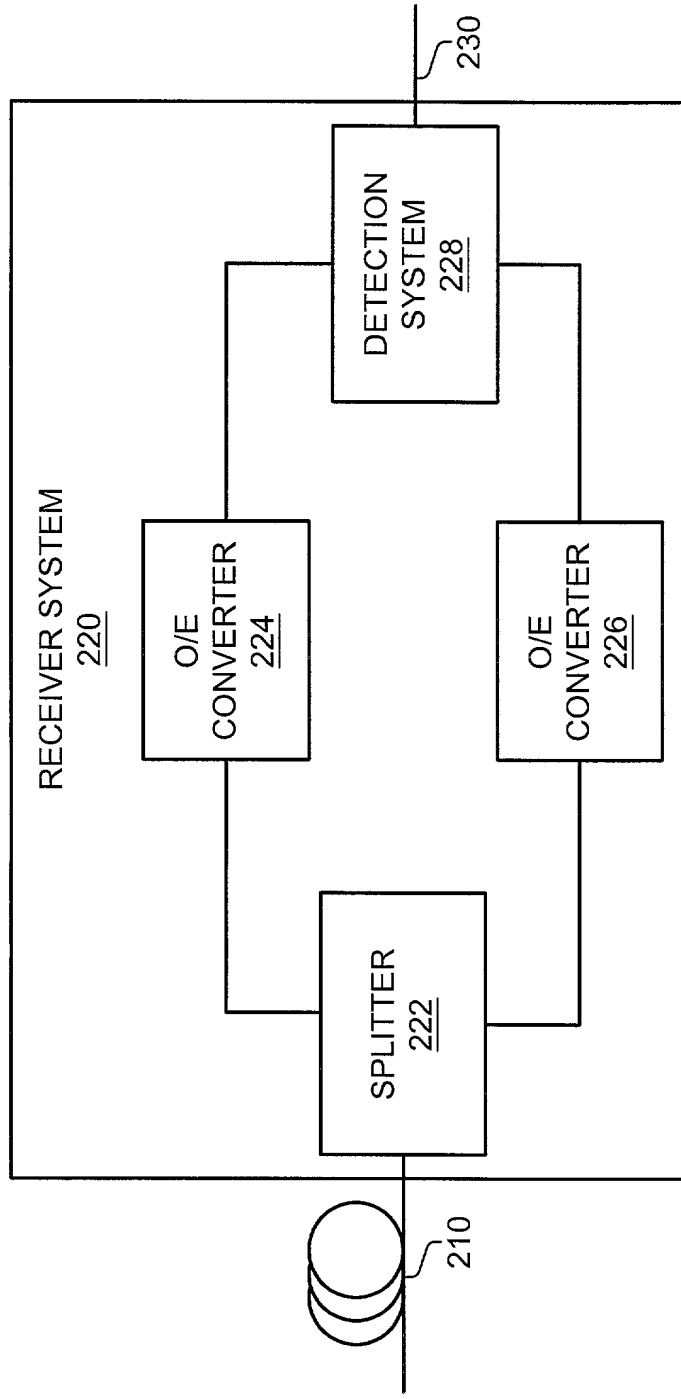 RECEIVER SYSTEM
220
O/E
CONVERTER
224
SPLITTER
222
DETECTION
SYSTEM
228
O/E
CONVERTER
226
210
230